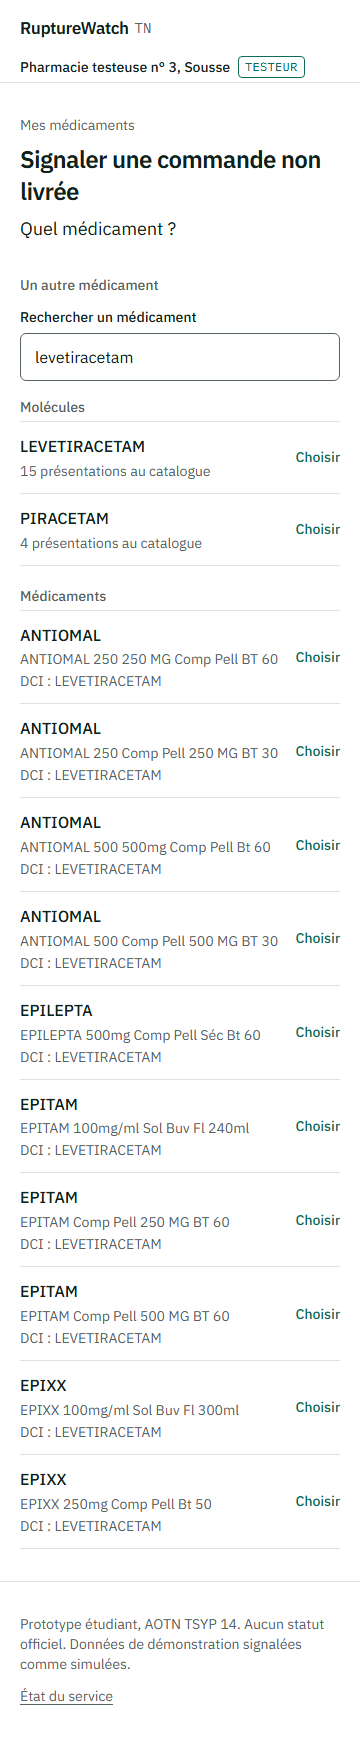 RuptureWatch TN
Pharmacie testeuse n° 3, Sousse TESTEUR
Mes médicaments
Signaler une commande non
livrée
Quel médicament ?
Un autre médicament
Rechercher un médicament
levetiracetam
Molécules
LEVETIRACETAM
15 présentations au catalogue
Choisir
PIRACETAM
4 présentations au catalogue
Choisir
Médicaments
ANTIOMAL
ANTIOMAL 250 250 MG Comp Pell BT 60
DCI : LEVETIRACETAM
Choisir
ANTIOMAL
ANTIOMAL 250 Comp Pell 250 MG BT 30
DCI : LEVETIRACETAM
Choisir
ANTIOMAL
ANTIOMAL 500 500mg Comp Pell Bt 60
DCI : LEVETIRACETAM
Choisir
ANTIOMAL
ANTIOMAL 500 Comp Pell 500 MG BT 30
DCI : LEVETIRACETAM
Choisir
EPILEPTA
EPILEPTA 500mg Comp Pell Séc Bt 60
DCI : LEVETIRACETAM
Choisir
EPITAM
EPITAM 100mg/ml Sol Buv Fl 240ml
DCI : LEVETIRACETAM
Choisir
EPITAM
EPITAM Comp Pell 250 MG BT 60
DCI : LEVETIRACETAM
Choisir
EPITAM
EPITAM Comp Pell 500 MG BT 60
DCI : LEVETIRACETAM
Choisir
EPIXX
EPIXX 100mg/ml Sol Buv Fl 300ml
DCI : LEVETIRACETAM
Choisir
EPIXX
EPIXX 250mg Comp Pell Bt 50
DCI : LEVETIRACETAM
Choisir
Prototype étudiant, AOTN TSYP 14. Aucun statut
officiel. Données de démonstration signalées
comme simulées.
État du service